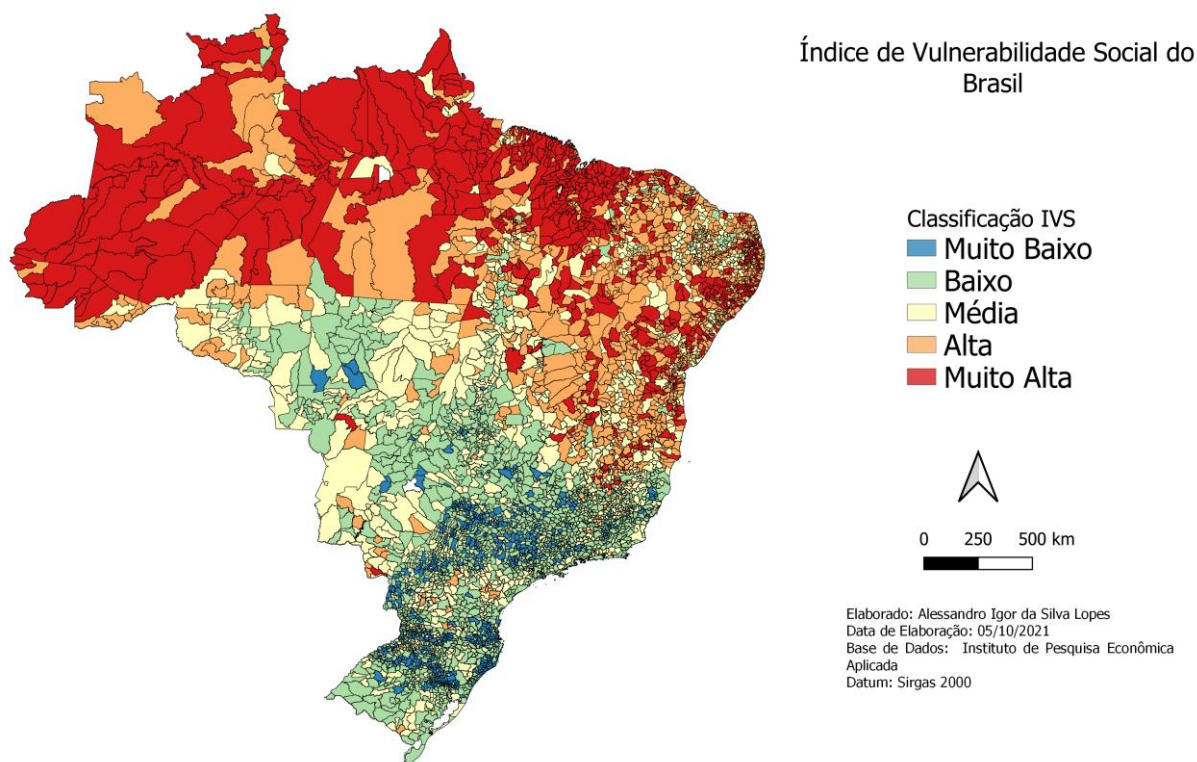 Índice de Vulnerabilidade Social do
Brasil
Classificação IVS
Muito Baixo
Baixo
Média
Alta
Muito Alta
0 250 500 km
Elaborado: Alessandro Igor da Silva Lopes
Data de Elaboração: 05/10/2021
Base de Dados: Instituto de Pesquisa Econômica
Aplicada
Datum: Sirgas 2000